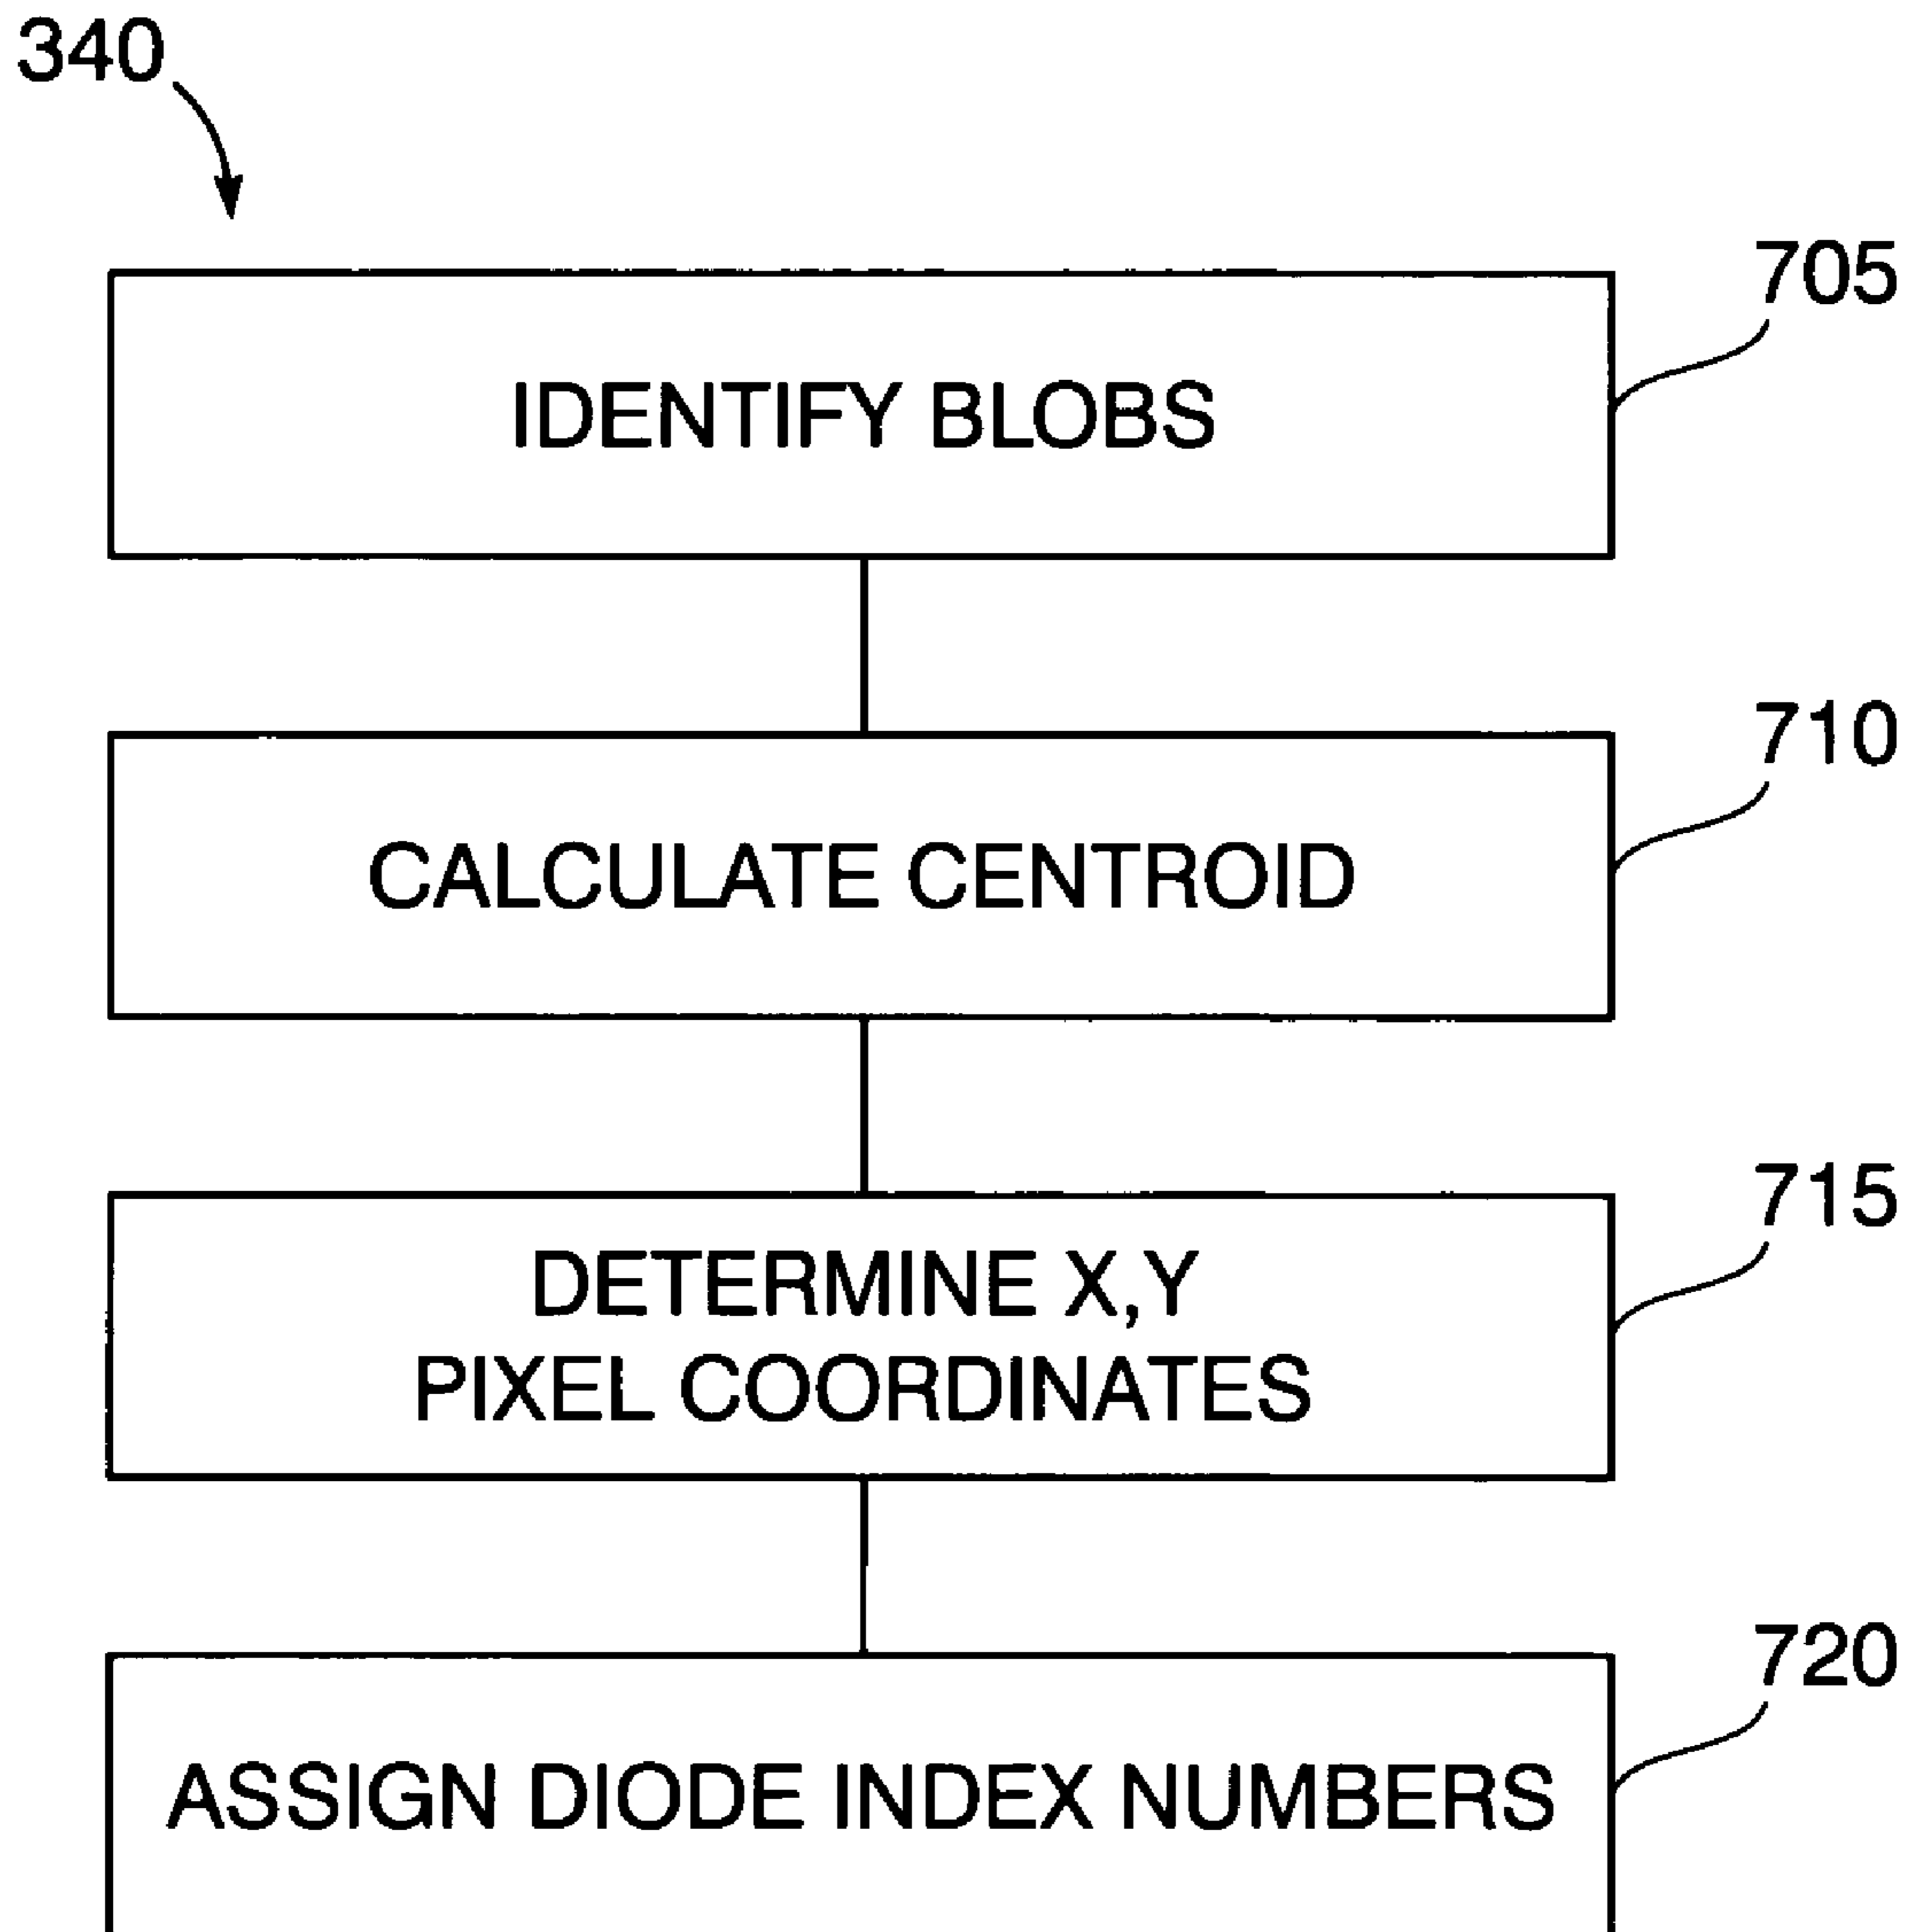 340
705
IDENTIFY BLOBS
710
CALCULATE CENTROID
715
DETERMINE X,Y
PIXEL COORDINATES
720
ASSIGN DIODE INDEX NUMBERS